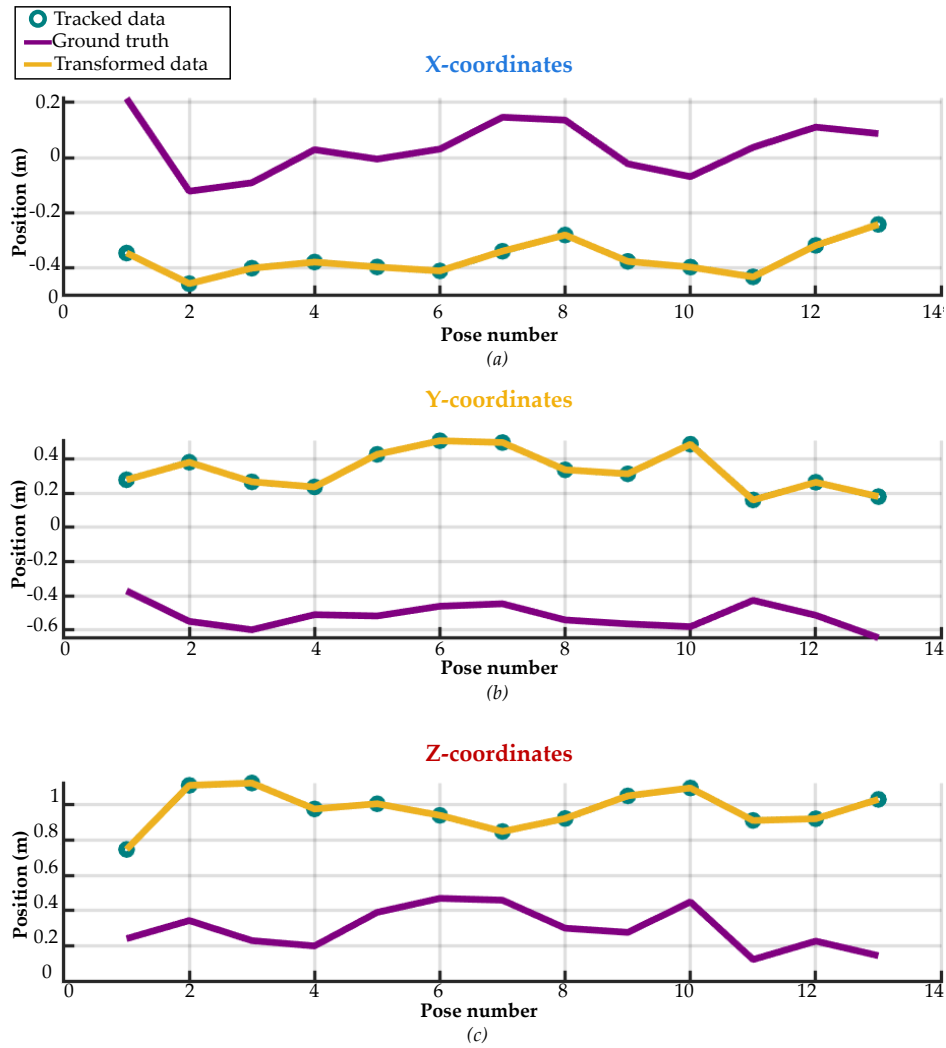 Tracked data
Ground truth
Transformed data
X-coordinates
Position (m)
0.2
0
-0.2
-0.4
0
0 2 4 6 8 10 12 14*
Pose number
(a)
Y-coordinates
Position (m)
0.4
0.2
0
-0.2
-0.4
-0.6
0 2 4 6 8 10 12 14
Pose number
(b)
Z-coordinates
Position (m)
1
0.8
0.6
0.4
0.2
0
0 2 4 6 8 10 12 14
Pose number
(c)